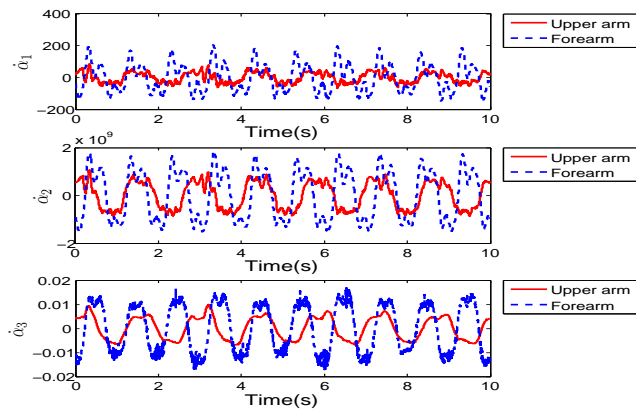 400
200
0
−200
α̇1
0 2 4 6 8 10
Time(s)
Upper arm
Forearm
× 10^9
2
0
−2
α̇2
0 2 4 6 8 10
Time(s)
Upper arm
Forearm
0.02
0.01
0
−0.01
−0.02
α̇3
0 2 4 6 8 10
Time(s)
Upper arm
Forearm